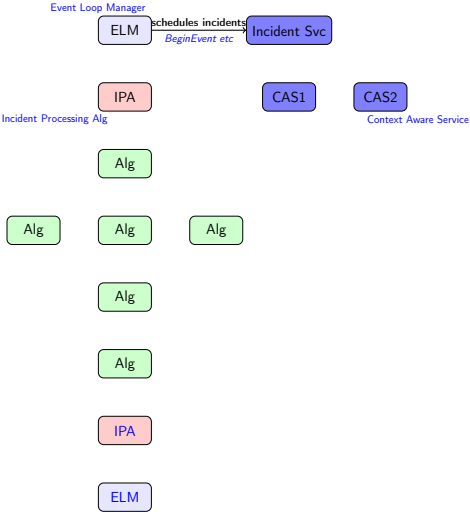 Event Loop Manager
ELM
schedules incidents
BeginEvent etc
Incident Svc
IPA
CAS1
CAS2
Incident Processing Alg
Context Aware Service
Alg
Alg
Alg
Alg
Alg
Alg
IPA
ELM